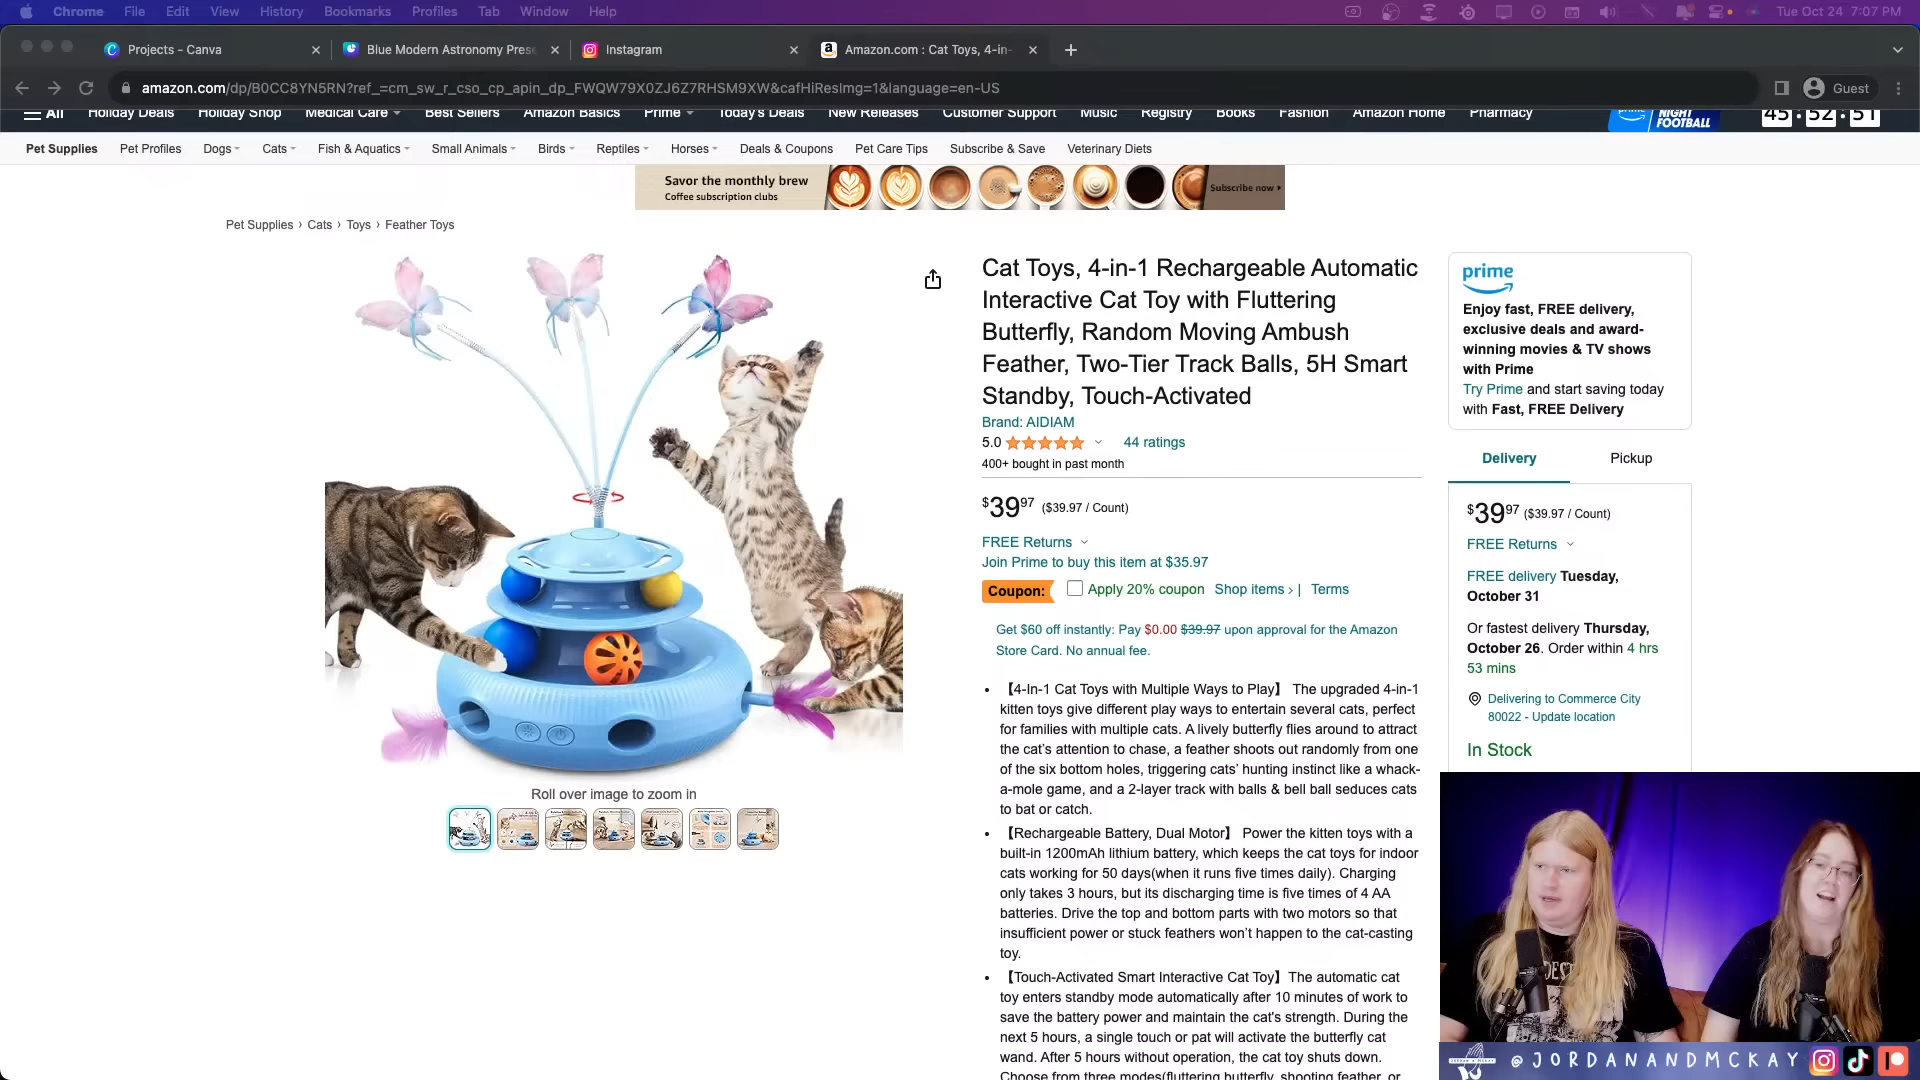 Chrome File Edit View History Bookmarks Profiles Tab Window Help Tue Oct 24 7:07 PM
Projects - Canva
Blue Modern Astronomy Pres
Instagram
Amazon.com : Cat Toys, 4-in-
amazon.com/dp/B0CC8YN5RN?ref_=cm_sw_r_cso_cp_apin_dp_FWQW79X0ZJ6Z7RHSM9XW&cafHiResImg=1&language=en-US
Guest
All Holiday Deals Holiday Shop Medical Care Best Sellers Amazon Basics Prime Today's Deals New Releases Customer Support Music Registry Books Fashion Amazon Home Pharmacy
prime NIGHT FOOTBALL
45 : 52 : 51
Pet Supplies Pet Profiles Dogs Cats Fish & Aquatics Small Animals Birds Reptiles Horses Deals & Coupons Pet Care Tips Subscribe & Save Veterinary Diets
Savor the monthly brew
Coffee subscription clubs
Subscribe now
Pet Supplies › Cats › Toys › Feather Toys
Roll over image to zoom in
Cat Toys, 4-in-1 Rechargeable Automatic
Interactive Cat Toy with Fluttering
Butterfly, Random Moving Ambush
Feather, Two-Tier Track Balls, 5H Smart
Standby, Touch-Activated
Brand: AIDIAM
5.0 44 ratings
400+ bought in past month
$39.97 ($39.97 / Count)
FREE Returns
Join Prime to buy this item at $35.97
Coupon: Apply 20% coupon Shop items › | Terms
Get $60 off instantly: Pay $0.00 $39.97 upon approval for the Amazon
Store Card. No annual fee.
• 【4-In-1 Cat Toys with Multiple Ways to Play】 The upgraded 4-in-1
kitten toys give different play ways to entertain several cats, perfect
for families with multiple cats. A lively butterfly flies around to attract
the cat's attention to chase, a feather shoots out randomly from one
of the six bottom holes, triggering cats' hunting instinct like a whack-
a-mole game, and a 2-layer track with balls & bell ball seduces cats
to bat or catch.
• 【Rechargeable Battery, Dual Motor】 Power the kitten toys with a
built-in 1200mAh lithium battery, which keeps the cat toys for indoor
cats working for 50 days(when it runs five times daily). Charging
only takes 3 hours, but its discharging time is five times of 4 AA
batteries. Drive the top and bottom parts with two motors so that
insufficient power or stuck feathers won't happen to the cat-casting
toy.
• 【Touch-Activated Smart Interactive Cat Toy】The automatic cat
toy enters standby mode automatically after 10 minutes of work to
save the battery power and maintain the cat's strength. During the
next 5 hours, a single touch or pat will activate the butterfly cat
wand. After 5 hours without operation, the cat toy shuts down.
Choose from three modes(fluttering butterfly, shooting feather, or
prime
Enjoy fast, FREE delivery,
exclusive deals and award-
winning movies & TV shows
with Prime
Try Prime and start saving today
with Fast, FREE Delivery
Delivery Pickup
$39.97 ($39.97 / Count)
FREE Returns
FREE delivery Tuesday,
October 31
Or fastest delivery Thursday,
October 26. Order within 4 hrs
53 mins
Delivering to Commerce City
80022 - Update location
In Stock
@JORDANANDMCKAY